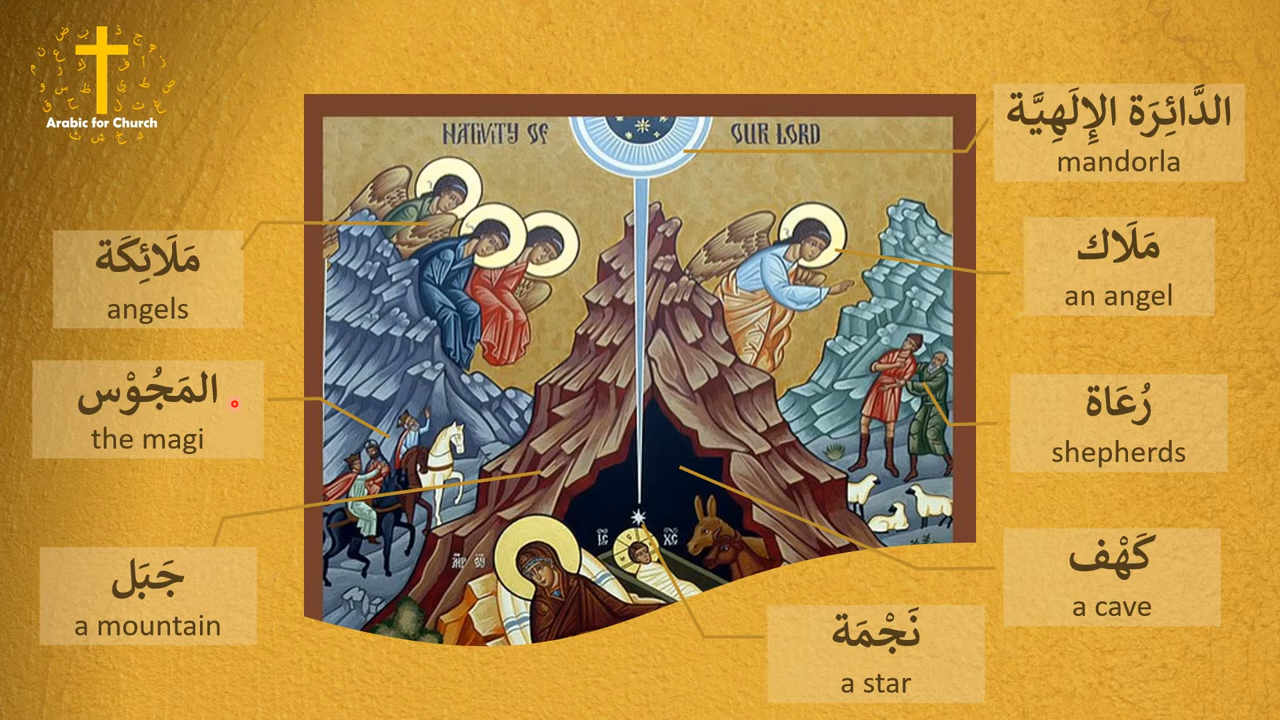 Arabic for Church
NATIVITY OF OUR LORD
الدَّائِرَة الإِلَهِيَّة
mandorla
مَلَائِكَة
angels
مَلَاك
an angel
المَجُوْس
the magi
رُعَاة
shepherds
جَبَل
a mountain
كَهْف
a cave
نَجْمَة
a star
IC XC